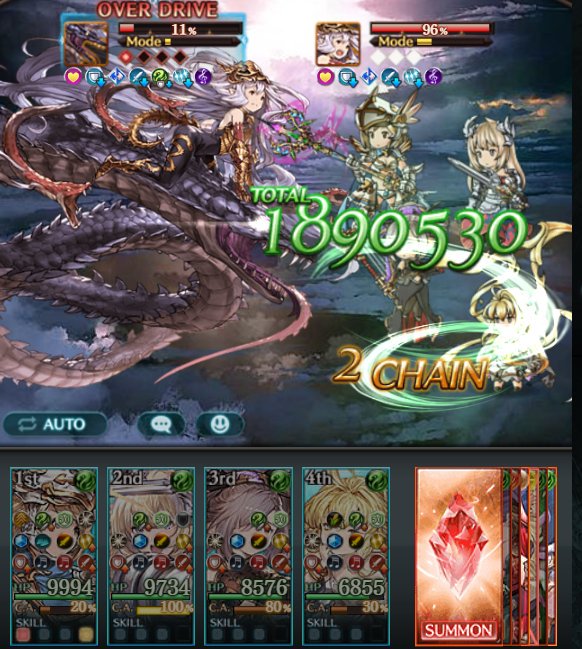 OVER DRIVE
11%
Mode
96%
Mode
TOTAL
1890530
2 CHAIN
AUTO
1st
2nd
3rd
4th
HP 9994
HP 9734
HP 8576
HP 6855
C.A. 20%
C.A. 100%
C.A. 80%
C.A. 30%
SKILL
SKILL
SKILL
SKILL
SUMMON